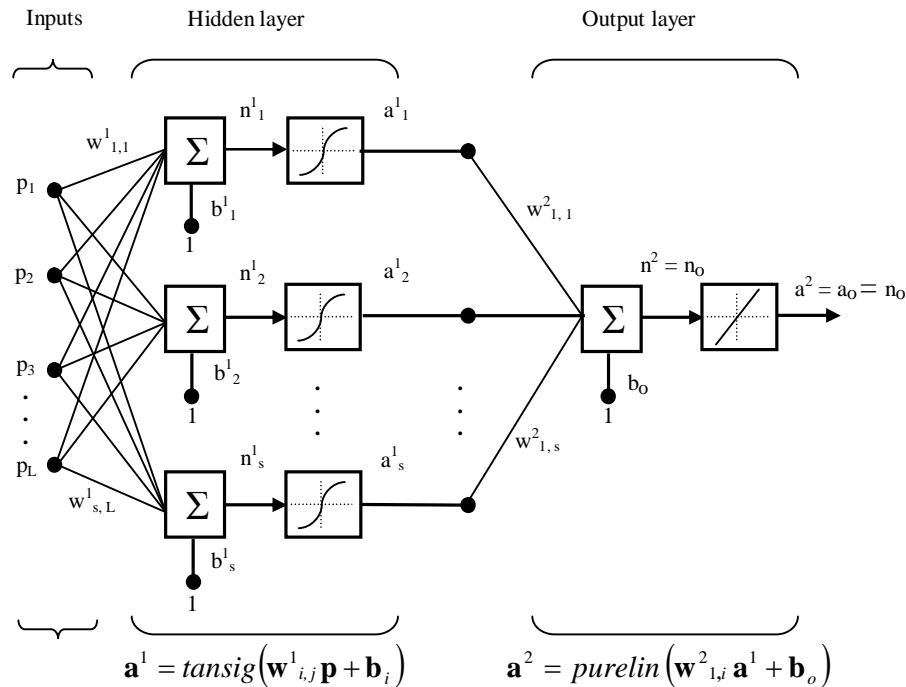 Inputs Hidden layer Output layer
n¹₁ a¹₁
w¹₁,₁ Σ
p₁ b¹₁ w²₁,₁
1
p₂ n¹₂ a¹₂ n² = nₒ
Σ Σ a² = aₒ = nₒ
p₃ b¹₂ bₒ
1 1
n¹ₛ a¹ₛ w²₁,ₛ
p_L Σ
w¹ₛ,L
b¹ₛ
1
a¹ = tansig(w¹ᵢ,ⱼ p + bᵢ) a² = purelin(w²₁,ᵢ a¹ + bₒ)